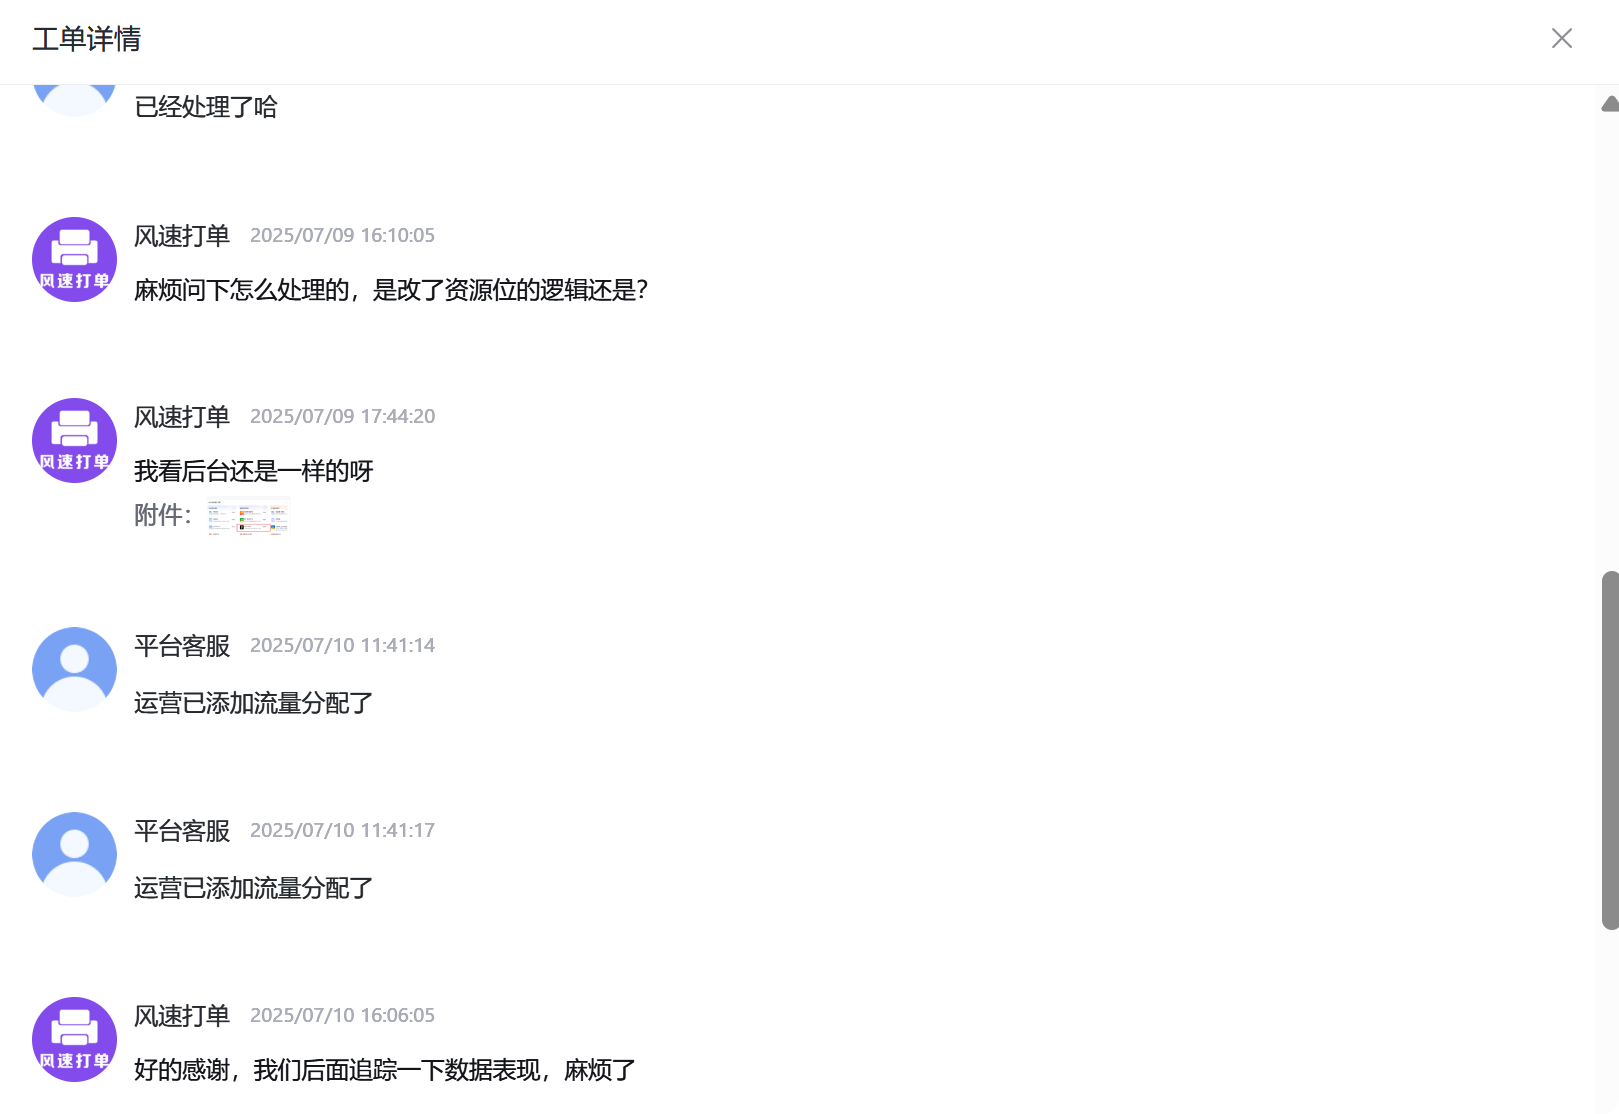 工单详情
已经处理了哈
风速打单 2025/07/09 16:10:05
风速打单
麻烦问下怎么处理的，是改了资源位的逻辑还是？
风速打单 2025/07/09 17:44:20
风速打单
我看后台还是一样的呀
附件：
平台客服 2025/07/10 11:41:14
运营已添加流量分配了
平台客服 2025/07/10 11:41:17
运营已添加流量分配了
风速打单 2025/07/10 16:06:05
风速打单
好的感谢，我们后面追踪一下数据表现，麻烦了